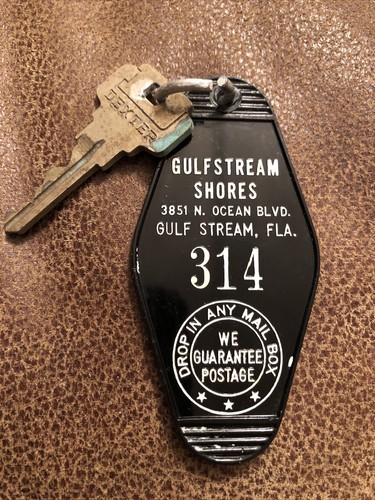 DEXTER
GULFSTREAM
SHORES
3851 N. OCEAN BLVD.
GULF STREAM, FLA.
314
DROP IN ANY MAIL BOX
WE
GUARANTEE
POSTAGE